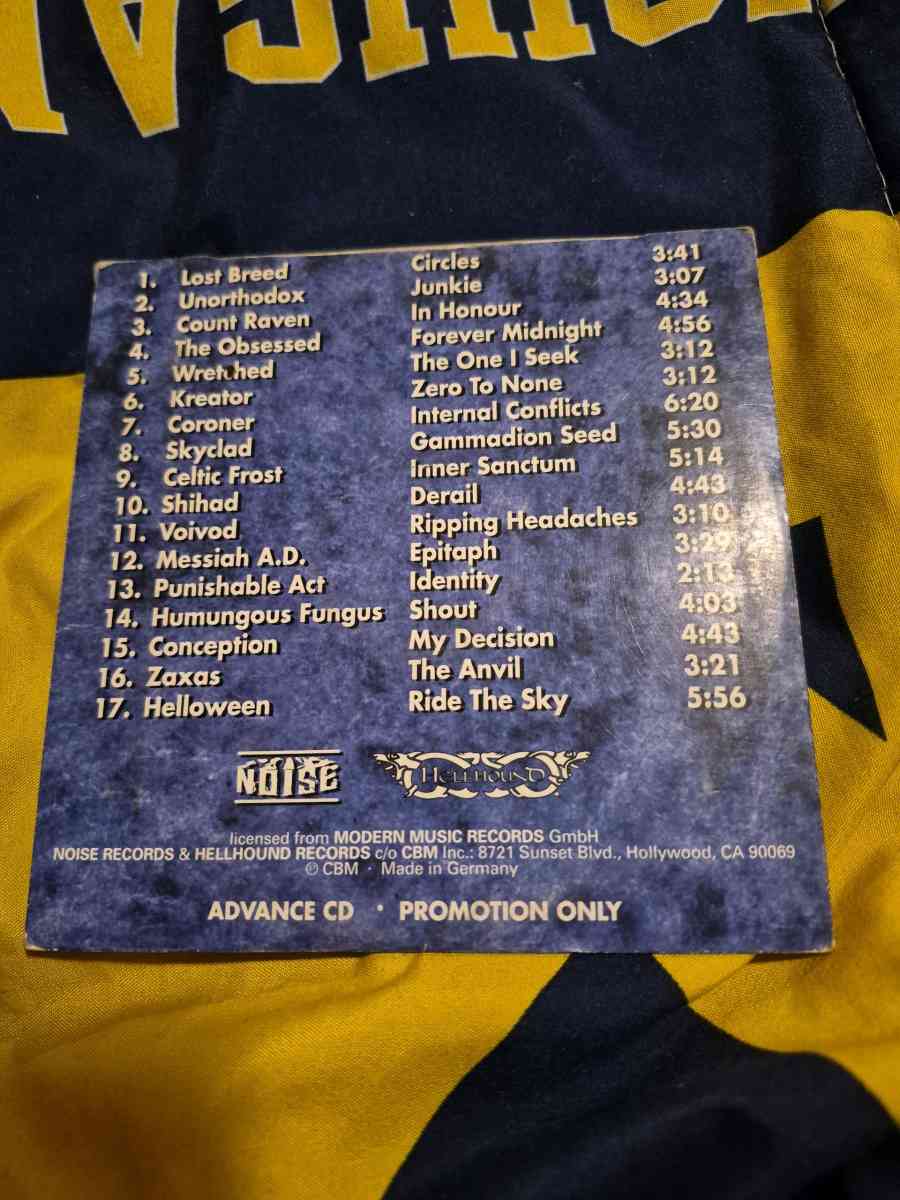 MICHIGAN
1. Lost Breed Circles 3:41
2. Unorthodox Junkie 3:07
3. Count Raven In Honour 4:34
4. The Obsessed Forever Midnight 4:56
5. Wretched The One I Seek 3:12
6. Kreator Zero To None 3:12
7. Coroner Internal Conflicts 6:20
8. Skyclad Gammadion Seed 5:30
9. Celtic Frost Inner Sanctum 5:14
10. Shihad Derail 4:43
11. Voivod Ripping Headaches 3:10
12. Messiah A.D. Epitaph 3:29
13. Punishable Act Identity 2:13
14. Humungous Fungus Shout 4:03
15. Conception My Decision 4:43
16. Zaxas The Anvil 3:21
17. Helloween Ride The Sky 5:56
NOISE HELLHOUND
licensed from MODERN MUSIC RECORDS GmbH
NOISE RECORDS & HELLHOUND RECORDS c/o CBM Inc.: 8721 Sunset Blvd., Hollywood, CA 90069
℗ CBM · Made in Germany
ADVANCE CD · PROMOTION ONLY